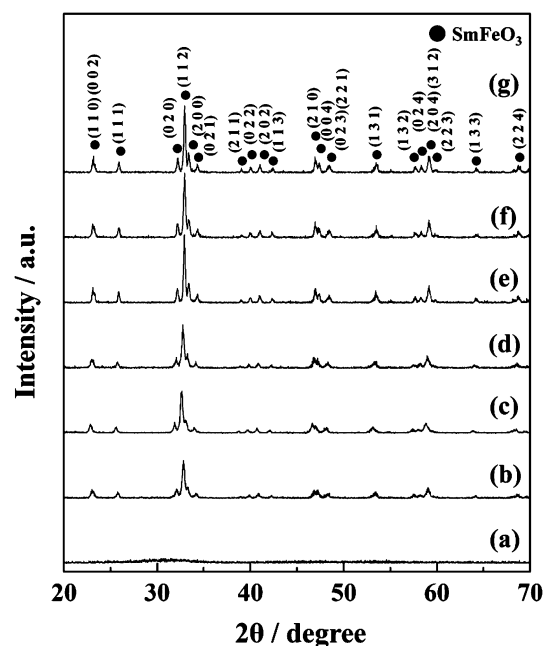 ● SmFeO₃
(g)
(1 1 0) (0 0 2)
(1 1 1)
(0 2 0)
(1 1 2)
(2 0 0)
(0 2 1)
(2 1 1)
(0 2 2)
(2 0 2)
(1 1 3)
(2 1 0)
(0 0 4)
(0 2 3) (2 2 1)
(1 3 1)
(1 3 2)
(0 2 4)
(2 0 4) (3 1 2)
(2 2 3)
(1 3 3)
(2 2 4)
(f)
(e)
(d)
(c)
(b)
(a)
Intensity / a.u.
20 30 40 50 60 70
2θ / degree